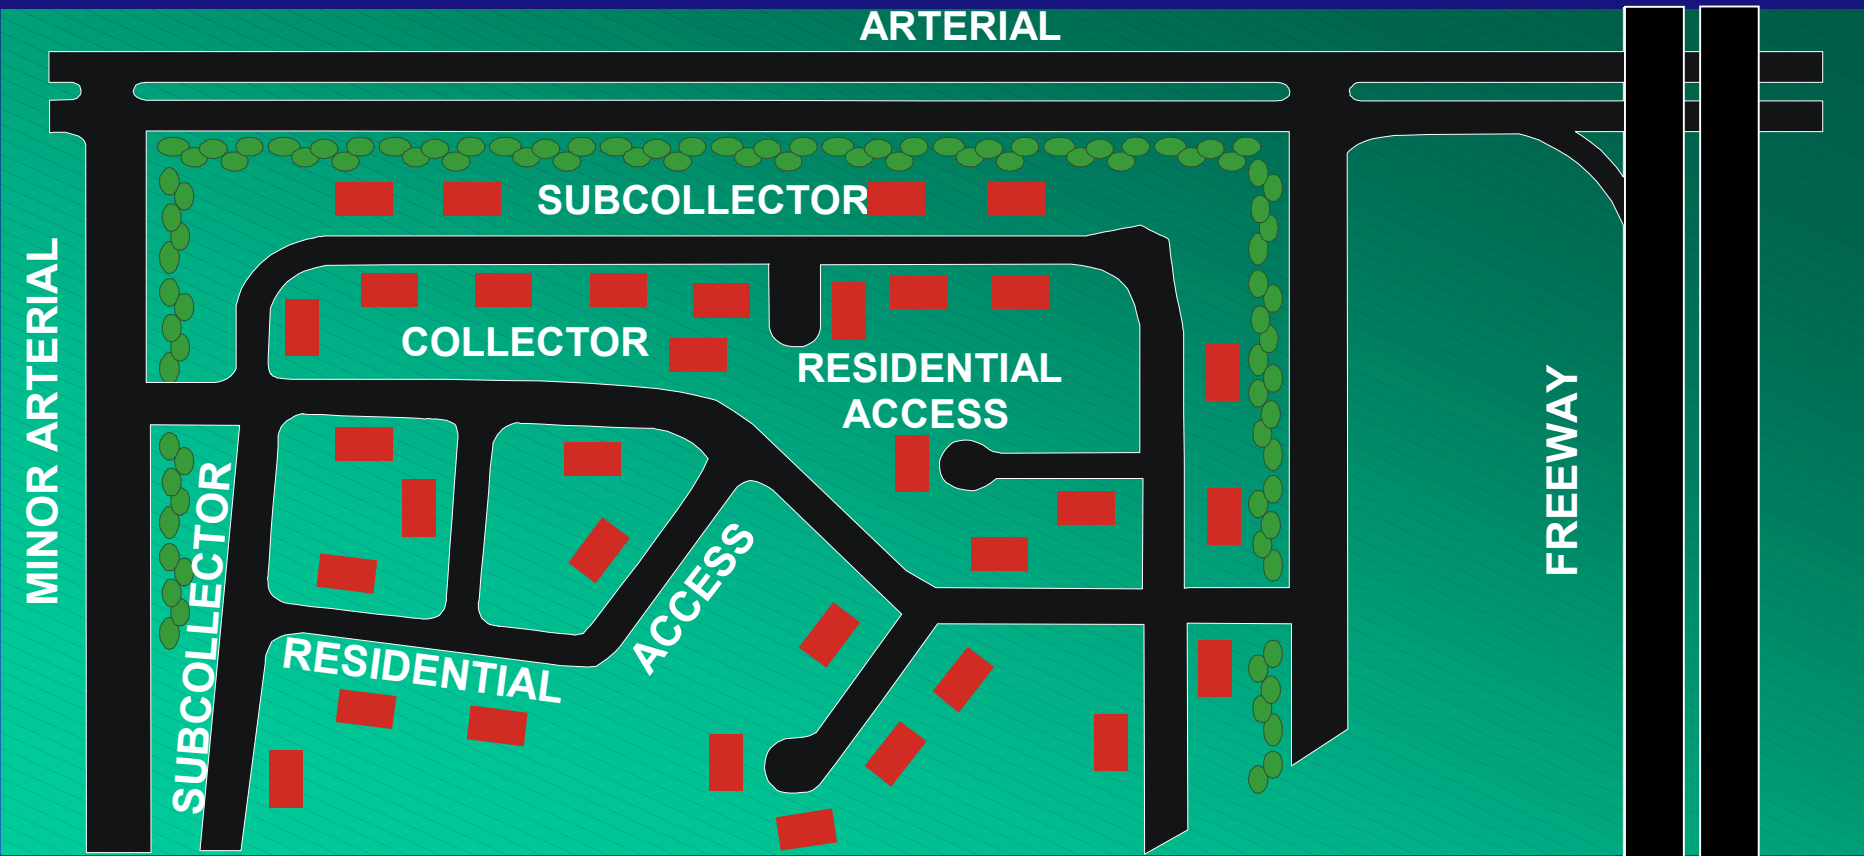 ARTERIAL
SUBCOLLECTOR
COLLECTOR
RESIDENTIAL
ACCESS
MINOR ARTERIAL
SUBCOLLECTOR
RESIDENTIAL
ACCESS
FREEWAY